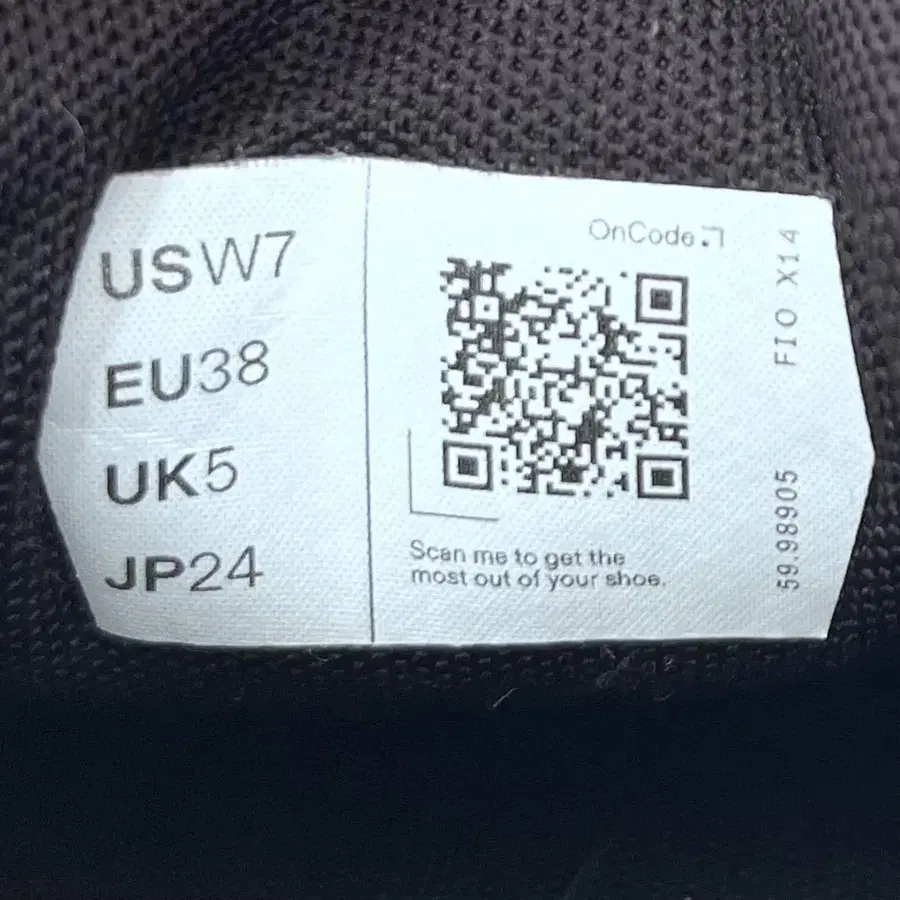 USW7
EU38
UK5
JP24
OnCode
Scan me to get the
most out of your shoe.
FIO X14
59.98905